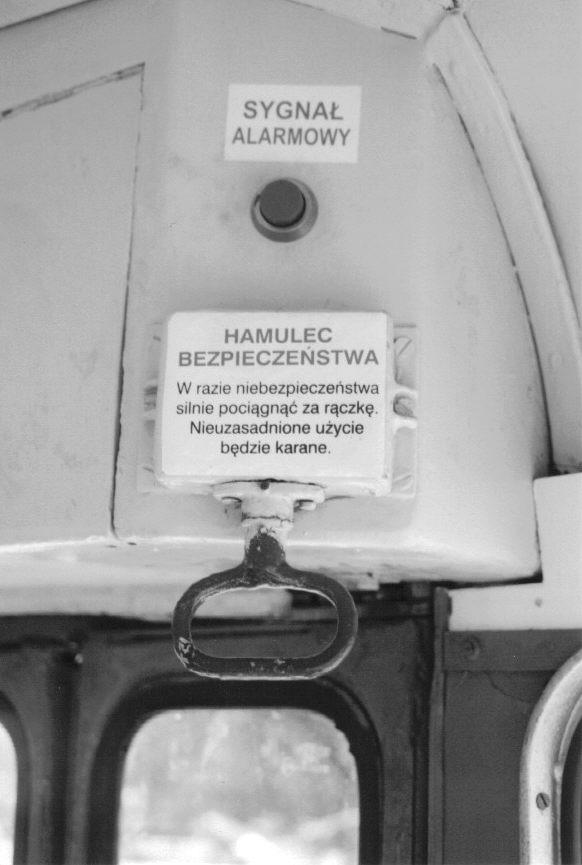 SYGNAŁ
ALARMOWY
HAMULEC
BEZPIECZEŃSTWA
W razie niebezpieczeństwa
silnie pociągnąć za rączkę.
Nieuzasadnione użycie
będzie karane.